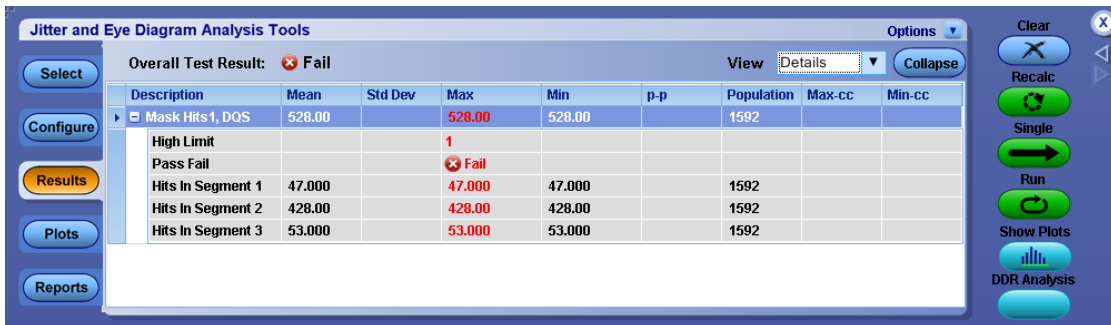 Jitter and Eye Diagram Analysis Tools
Options
Clear
X
Select
Configure
Results
Plots
Reports
Overall Test Result: Fail
View Details Collapse
Description Mean Std Dev Max Min p-p Population Max-cc Min-cc
Mask Hits1, DQS 528.00 528.00 528.00 1592
High Limit 1
Pass Fail Fail
Hits In Segment 1 47.000 47.000 47.000 1592
Hits In Segment 2 428.00 428.00 428.00 1592
Hits In Segment 3 53.000 53.000 53.000 1592
Recalc
Single
Run
Show Plots
DDR Analysis